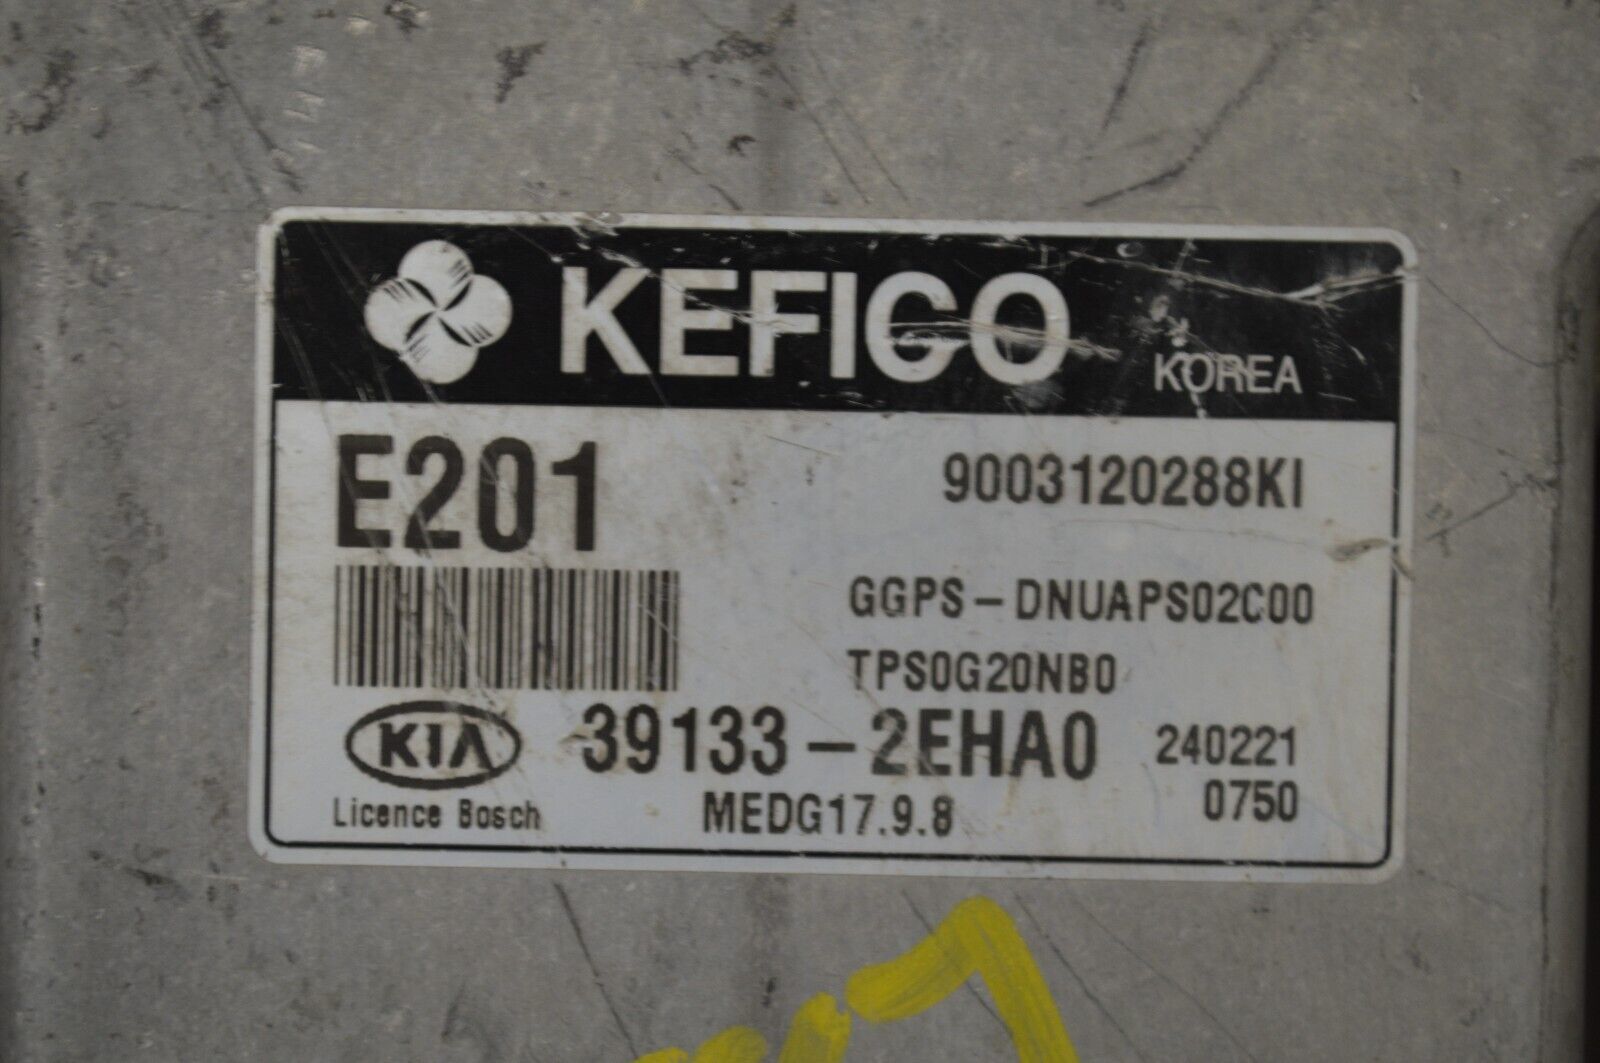 KEFICO KOREA
E201 9003120288KI
GGPS-DNUAPS02C00
TPS0G20NB0
KIA 39133-2EHA0 240221
Licence Bosch MEDG17.9.8 0750